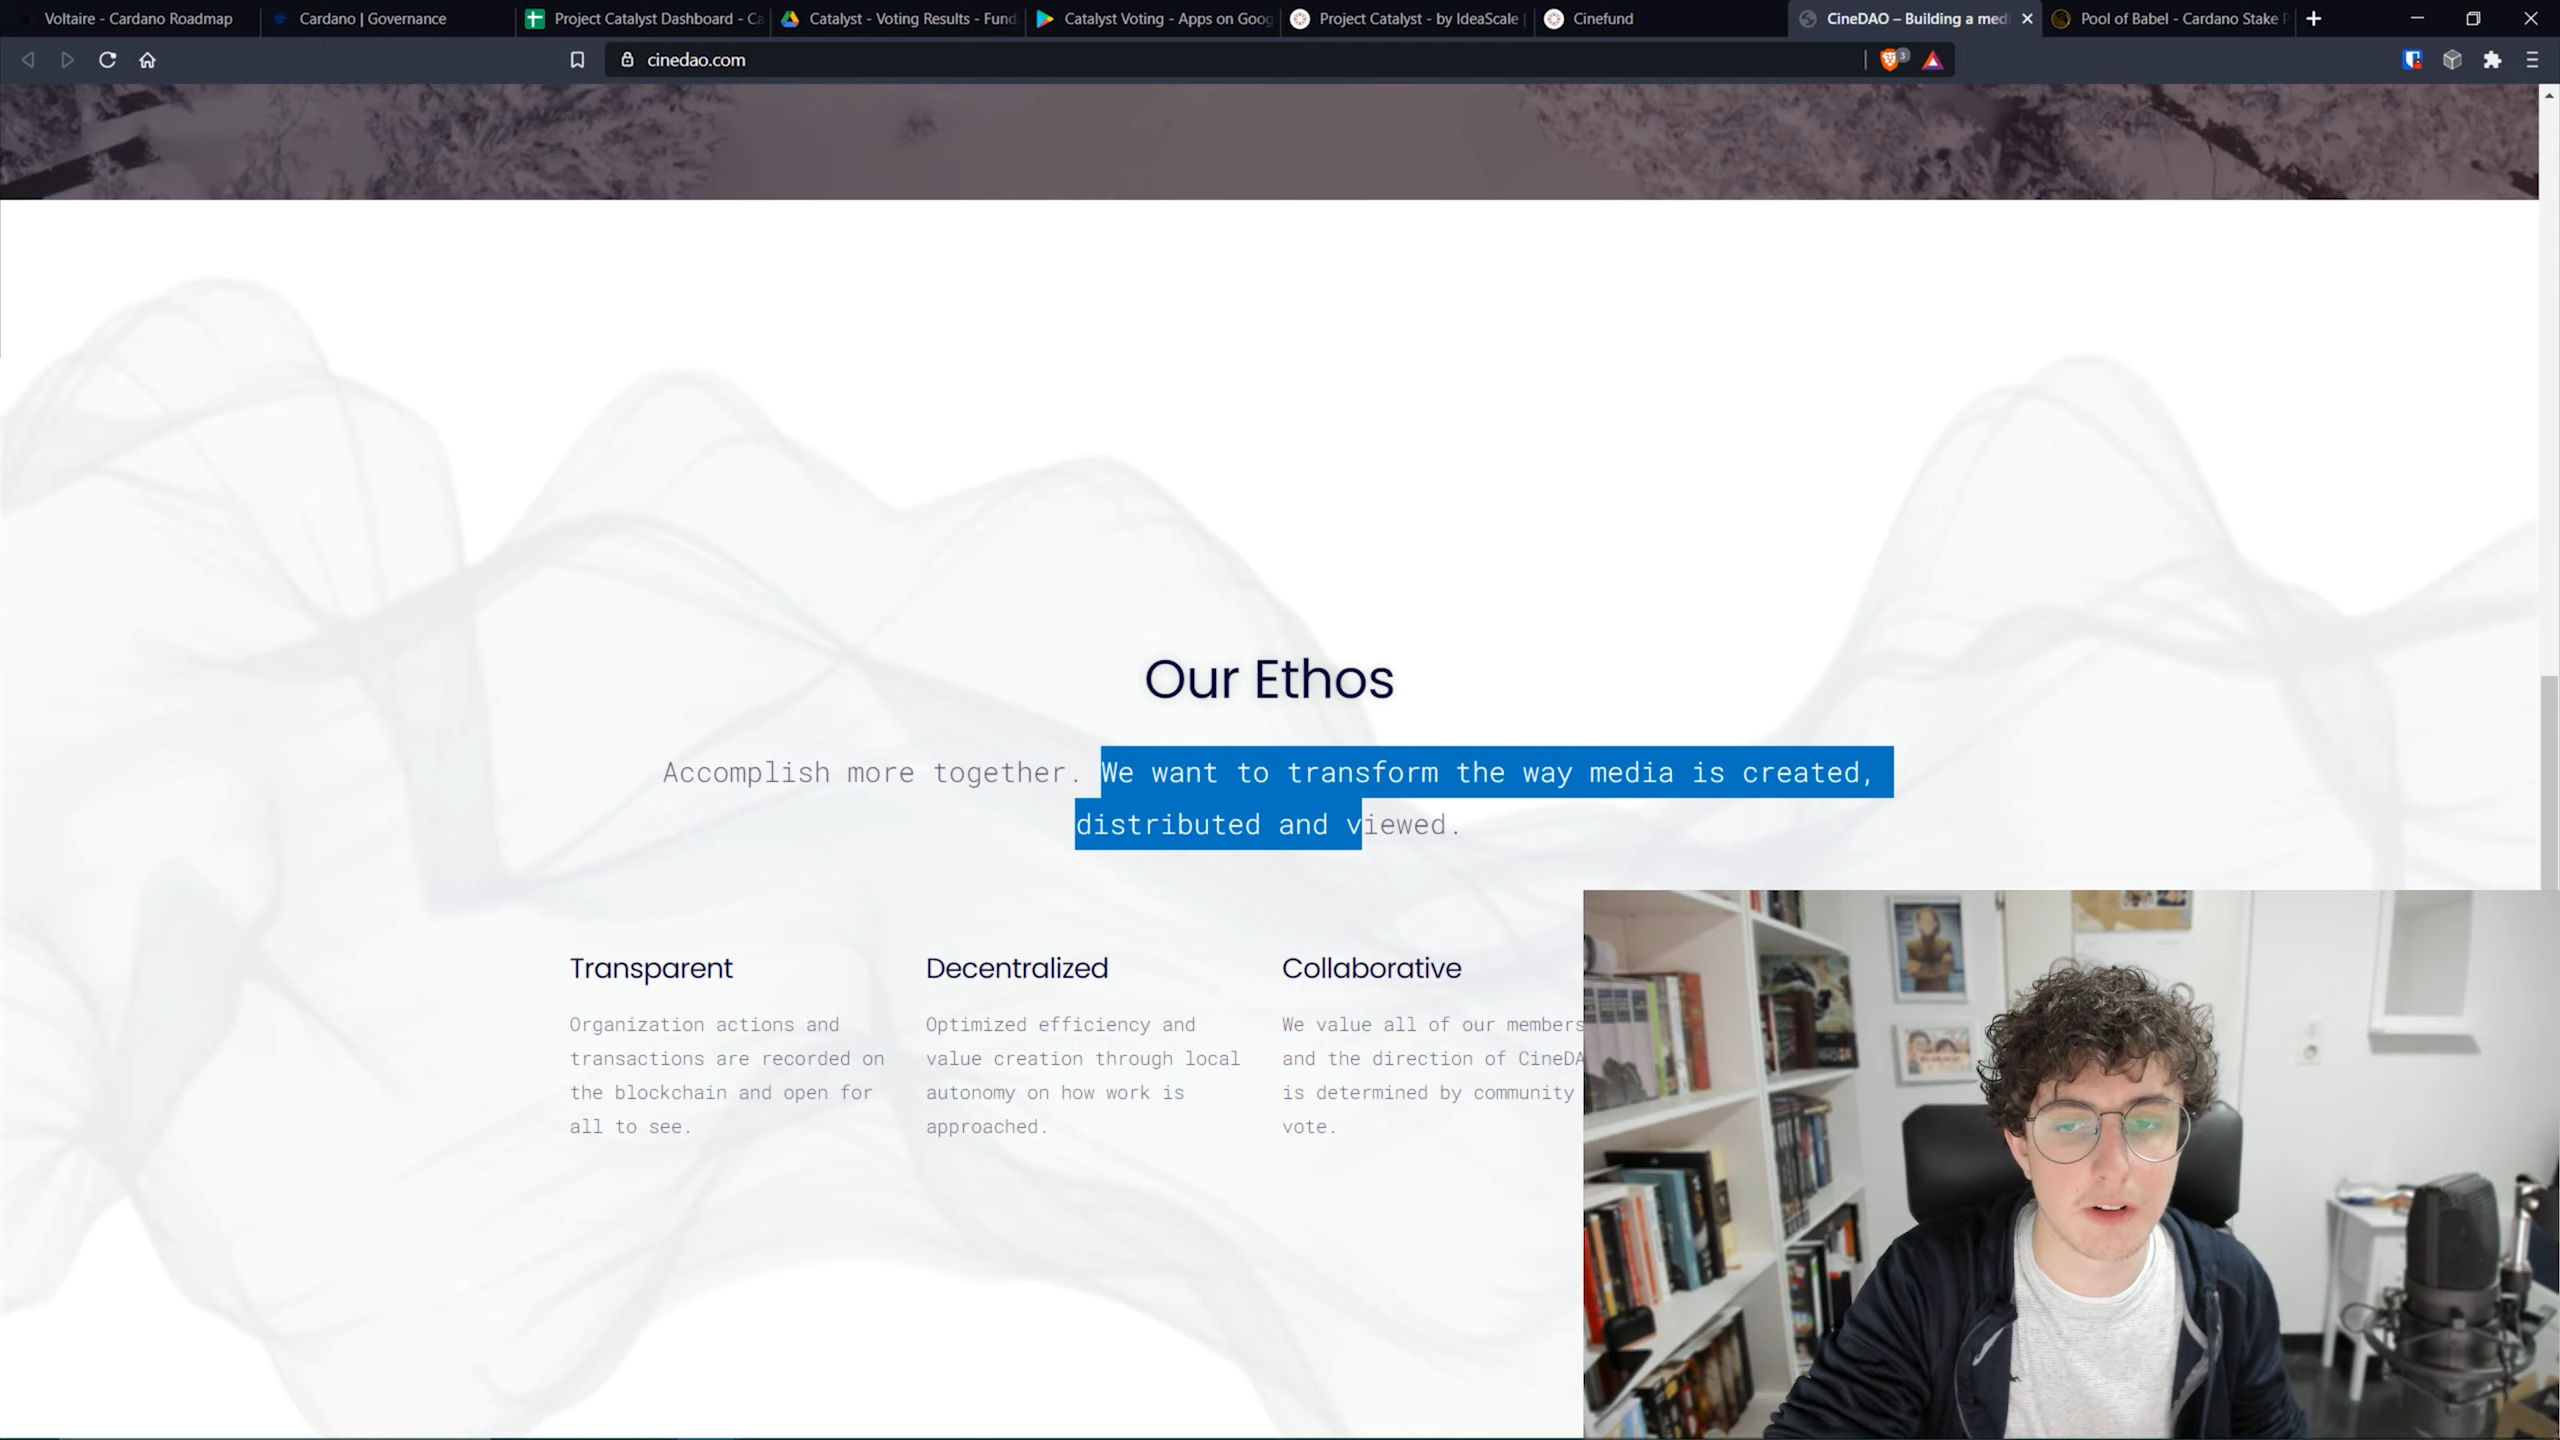 Voltaire - Cardano Roadmap
Cardano | Governance
Project Catalyst Dashboard - Ca
Catalyst - Voting Results - Fund
Catalyst Voting - Apps on Goog
Project Catalyst - by IdeaScale
Cinefund
CineDAO – Building a med
Pool of Babel - Cardano Stake P
cinedao.com
3
Our Ethos
Accomplish more together. We want to transform the way media is created,
distributed and viewed.
Transparent
Organization actions and
transactions are recorded on
the blockchain and open for
all to see.
Decentralized
Optimized efficiency and
value creation through local
autonomy on how work is
approached.
Collaborative
We value all of our members
and the direction of CineDA
is determined by community
vote.